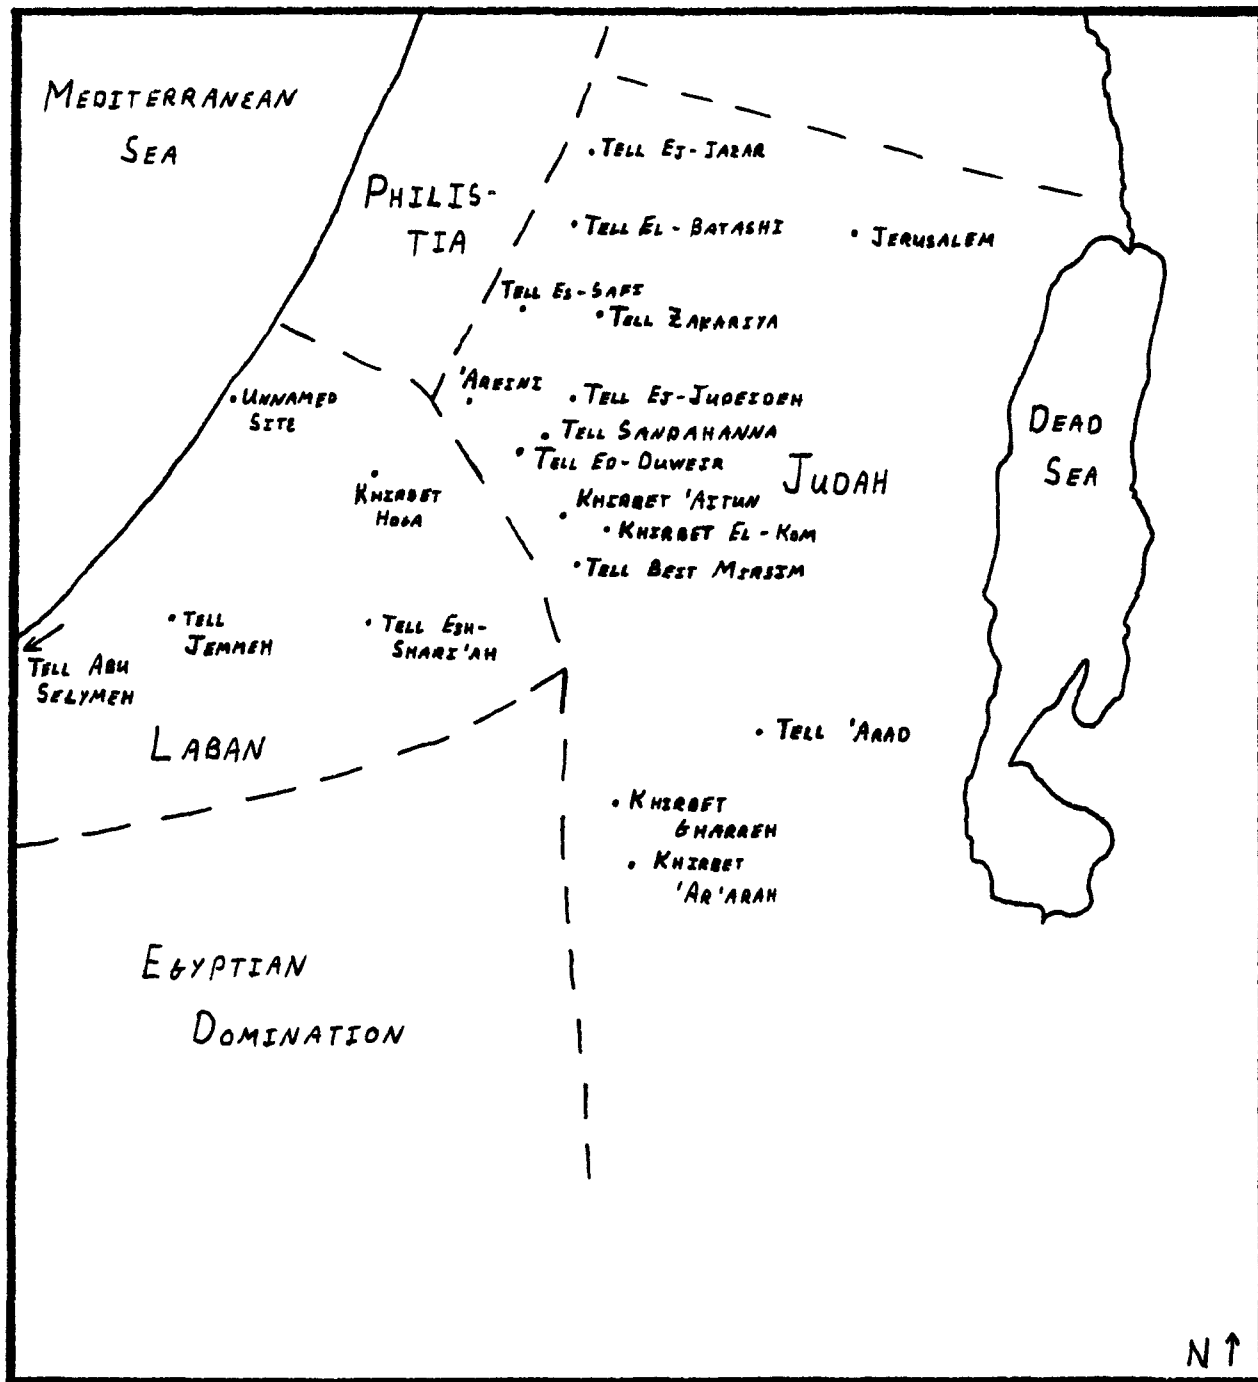 MEDITERRANEAN
SEA
TELL EJ-JAZAR
PHILIS-
TIA
TELL EL-BATASHI
JERUSALEM
TELL ES-SAFI
TELL ZAKARIYA
'AREINI
UNNAMED
SITE
TELL EJ-JUDEIDEH
TELL SANDAHANNA
TELL ED-DUWEIR
JUDAH
DEAD
SEA
KHIRBET
HOGA
KHIRBET 'AITUN
KHIRBET EL-KOM
TELL BEIT MIRSIM
TELL
JEMMEH
TELL ESH-
SHARI'AH
TELL ABU
SELYMEH
LABAN
TELL 'ARAD
KHIRBET
GHARREH
KHIRBET
'AR'ARAH
EGYPTIAN
DOMINATION
N ↑